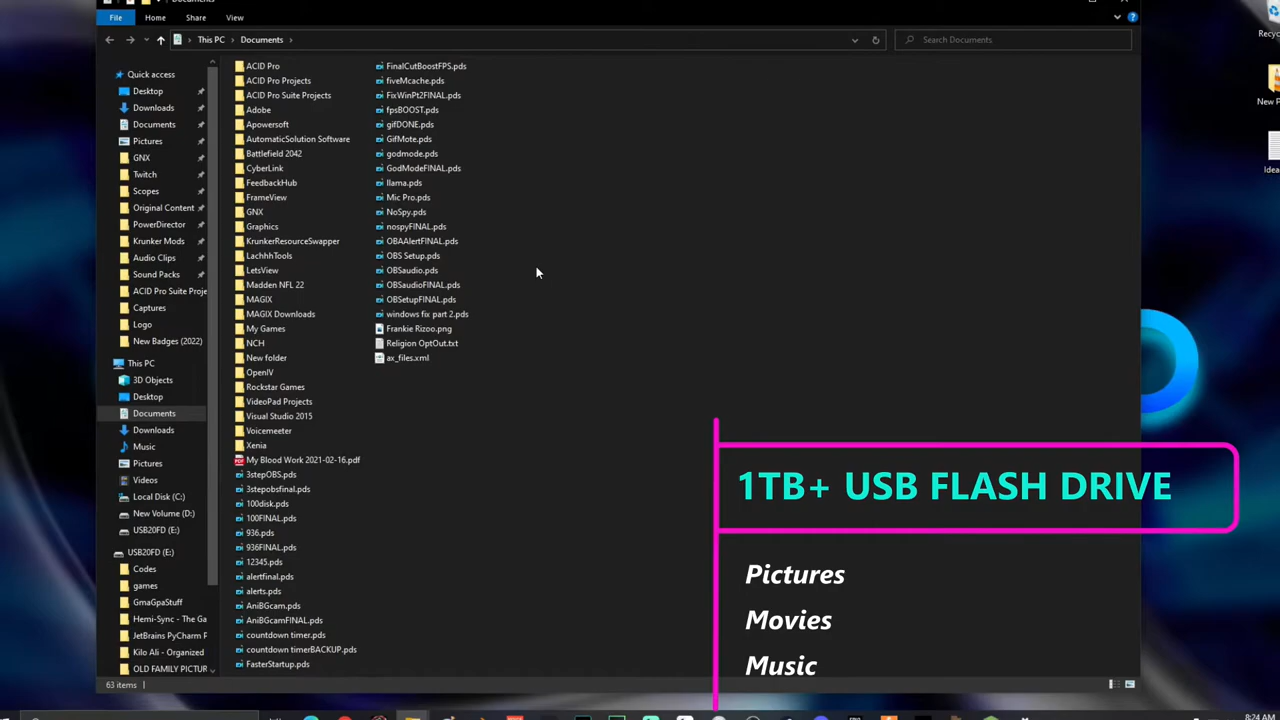 Documents
File
Home
Share
View
This PC
Documents
Search Documents
Quick access
Desktop
Downloads
Documents
Pictures
GNX
Twitch
Scopes
Original Content
PowerDirector
Krunker Mods
Audio Clips
Sound Packs
ACID Pro Suite Proje
Captures
Logo
New Badges (2022)
This PC
3D Objects
Desktop
Documents
Downloads
Music
Pictures
Videos
Local Disk (C:)
New Volume (D:)
USB20FD (E:)
USB20FD (E:)
Codes
games
GmaGpaStuff
Hemi-Sync - The Ga
JetBrains PyCharm P
Kilo Ali - Organized
OLD FAMILY PICTUR
ACID Pro
ACID Pro Projects
ACID Pro Suite Projects
Adobe
Apowersoft
AutomaticSolution Software
Battlefield 2042
CyberLink
FeedbackHub
FrameView
GNX
Graphics
KrunkerResourceSwapper
LachhhTools
LetsView
Madden NFL 22
MAGIX
MAGIX Downloads
My Games
NCH
New folder
OpenIV
Rockstar Games
VideoPad Projects
Visual Studio 2015
Voicemeeter
Xenia
My Blood Work 2021-02-16.pdf
3stepOBS.pds
3stepobsfinal.pds
100disk.pds
100FINAL.pds
936.pds
936FINAL.pds
12345.pds
alertfinal.pds
alerts.pds
AniBGcam.pds
AniBGcamFINAL.pds
countdown timer.pds
countdown timerBACKUP.pds
FasterStartup.pds
FinalCutBoostFPS.pds
fiveMcache.pds
FixWinPt2FINAL.pds
fpsBOOST.pds
gifDONE.pds
GifMote.pds
godmode.pds
GodModeFINAL.pds
llama.pds
Mic Pro.pds
NoSpy.pds
nospyFINAL.pds
OBAAlertFINAL.pds
OBS Setup.pds
OBSaudio.pds
OBSaudioFINAL.pds
OBSetupFINAL.pds
windows fix part 2.pds
Frankie Rizoo.png
Religion OptOut.txt
ax_files.xml
63 items
1TB+ USB FLASH DRIVE
Pictures
Movies
Music
Recyc
New P
Idea
8:24 AM